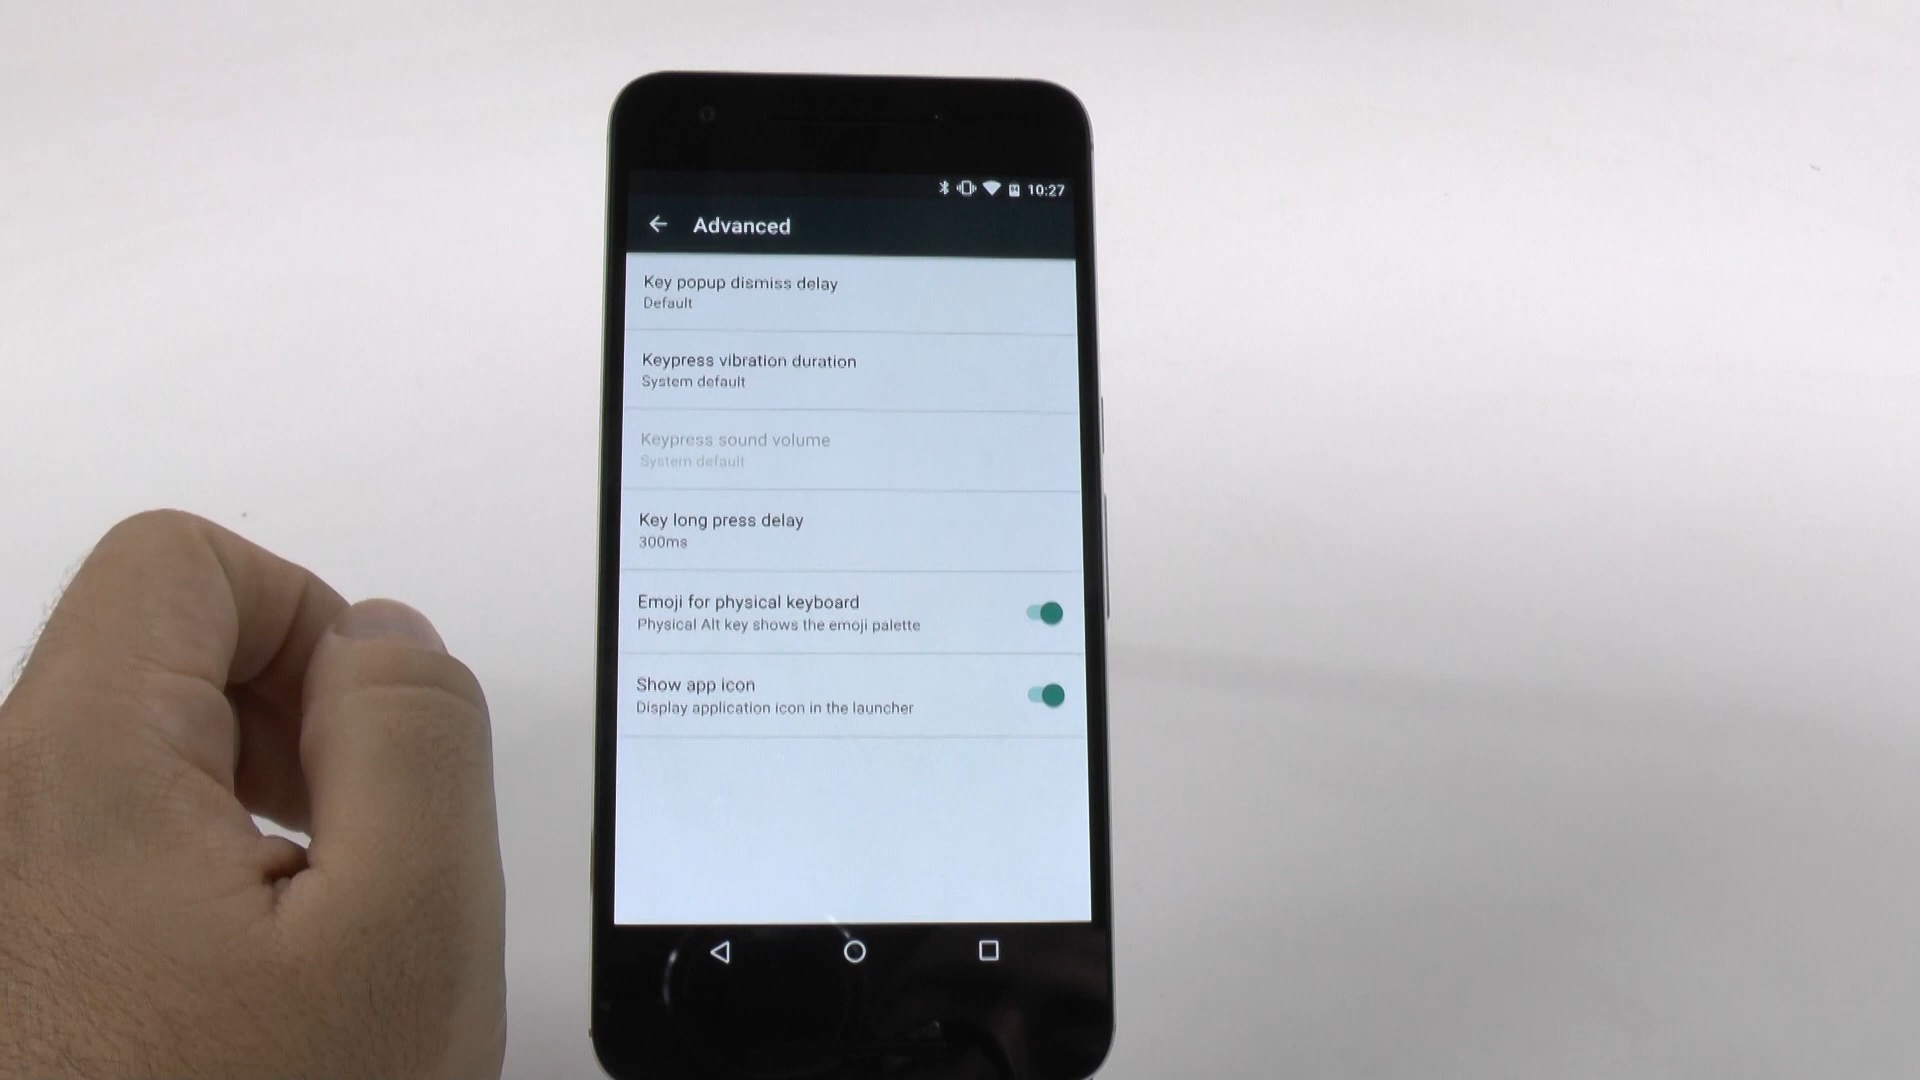 10:27
Advanced
Key popup dismiss delay
Default
Keypress vibration duration
System default
Keypress sound volume
System default
Key long press delay
300ms
Emoji for physical keyboard
Physical Alt key shows the emoji palette
Show app icon
Display application icon in the launcher